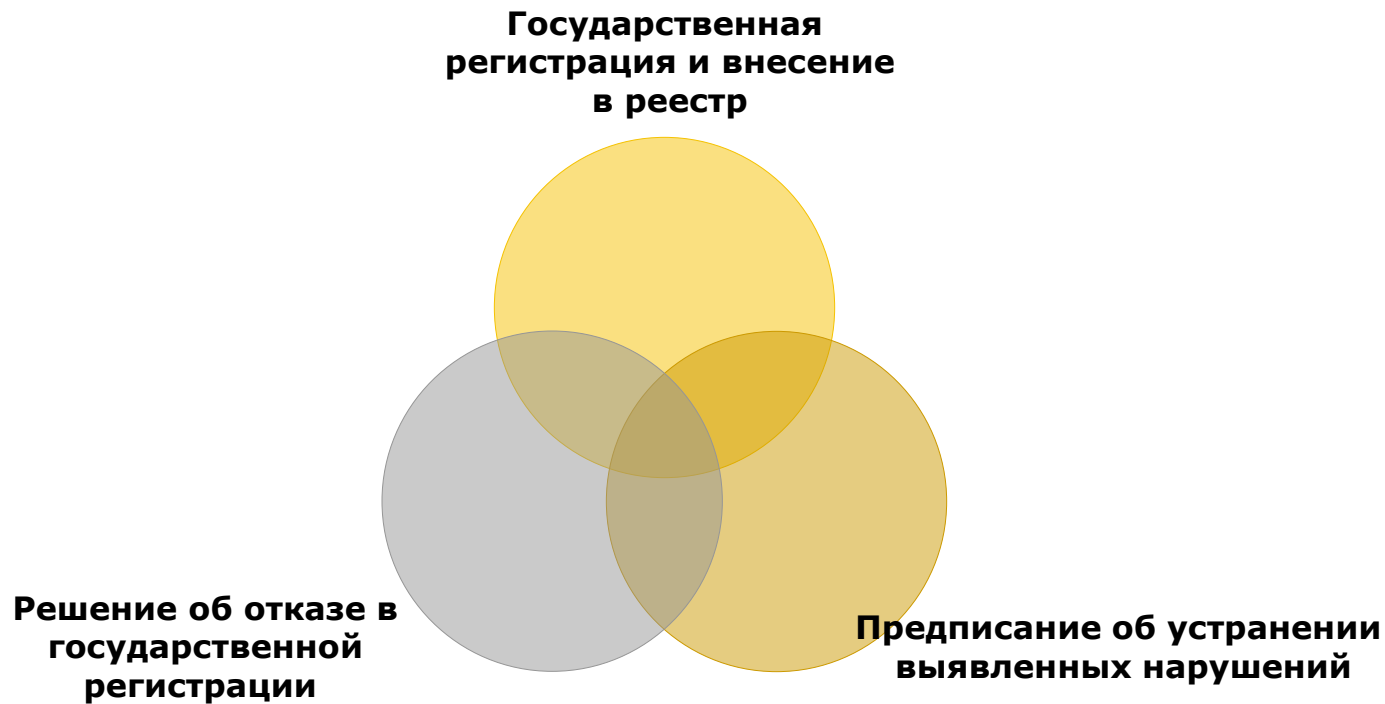 Государственная
регистрация и внесение
в реестр
Решение об отказе в
государственной
регистрации
Предписание об устранении
выявленных нарушений